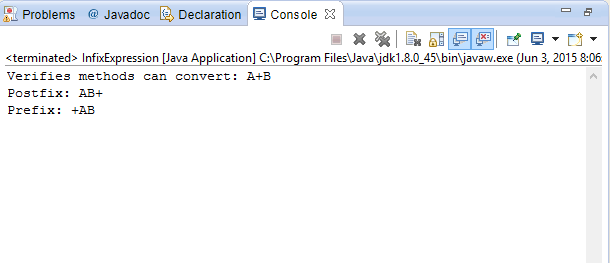 Problems @ Javadoc Declaration Console
<terminated> InfixExpression [Java Application] C:\Program Files\Java\jdk1.8.0_45\bin\javaw.exe (Jun 3, 2015 8:06
Verifies methods can convert: A+B
Postfix: AB+
Prefix: +AB